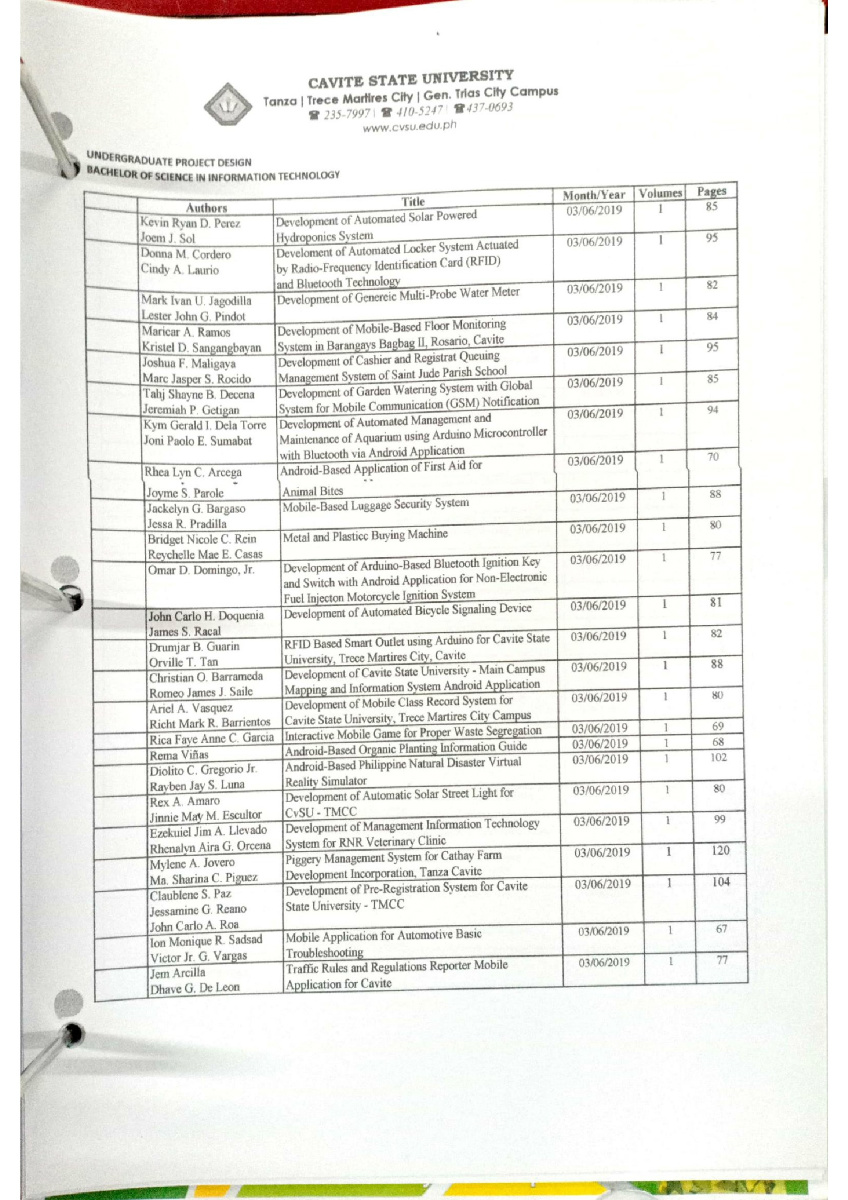 CAVITE STATE UNIVERSITY
Tanza | Trece Martires City | Gen. Trias City Campus
☎ 235-7997 | ☎ 410-5247 | ☎ 437-0693
www.cvsu.edu.ph
UNDERGRADUATE PROJECT DESIGN
BACHELOR OF SCIENCE IN INFORMATION TECHNOLOGY
Authors Title Month/Year Volumes Pages
Kevin Ryan D. Perez Development of Automated Solar Powered 03/06/2019 1 85
Joem J. Sol Hydroponics System
Donna M. Cordero Develoment of Automated Locker System Actuated 03/06/2019 1 95
Cindy A. Laurio by Radio-Frequency Identification Card (RFID)
and Bluetooth Technology
Mark Ivan U. Jagodilla Development of Genereic Multi-Probe Water Meter 03/06/2019 1 82
Lester John G. Pindot
Maricar A. Ramos Development of Mobile-Based Floor Monitoring 03/06/2019 1 84
Kristel D. Sangangbayan System in Barangays Bagbag II, Rosario, Cavite
Joshua F. Maligaya Development of Cashier and Registrat Queuing 03/06/2019 1 95
Marc Jasper S. Rocido Management System of Saint Jude Parish School
Tahj Shayne B. Decena Development of Garden Watering System with Global 03/06/2019 1 85
Jeremiah P. Getigan System for Mobile Communication (GSM) Notification
Kym Gerald I. Dela Torre Development of Automated Management and 03/06/2019 1 94
Joni Paolo E. Sumabat Maintenance of Aquarium using Arduino Microcontroller
with Bluetooth via Android Application
Rhea Lyn C. Arcega Android-Based Application of First Aid for 03/06/2019 1 70
Joyme S. Parole Animal Bites
Jackelyn G. Bargaso Mobile-Based Luggage Security System 03/06/2019 1 88
Jessa R. Pradilla
Bridget Nicole C. Rein Metal and Plasticc Buying Machine 03/06/2019 1 80
Reychelle Mae E. Casas
Omar D. Domingo, Jr. Development of Arduino-Based Bluetooth Ignition Key 03/06/2019 1 77
and Switch with Android Application for Non-Electronic
Fuel Injecton Motorcycle Ignition System
John Carlo H. Doquenia Development of Automated Bicycle Signaling Device 03/06/2019 1 81
James S. Racal
Drumjar B. Guarin RFID Based Smart Outlet using Arduino for Cavite State 03/06/2019 1 82
Orville T. Tan University, Trece Martires City, Cavite
Christian O. Barrameda Development of Cavite State University - Main Campus 03/06/2019 1 88
Romeo James J. Saile Mapping and Information System Android Application
Ariel A. Vasquez Development of Mobile Class Record System for 03/06/2019 1 80
Richt Mark R. Barrientos Cavite State University, Trece Martires City Campus
Rica Faye Anne C. Garcia Interactive Mobile Game for Proper Waste Segregation 03/06/2019 1 69
Rema Viñas Android-Based Organic Planting Information Guide 03/06/2019 1 68
Diolito C. Gregorio Jr. Android-Based Philippine Natural Disaster Virtual 03/06/2019 1 102
Rayben Jay S. Luna Reality Simulator
Rex A. Amaro Development of Automatic Solar Street Light for 03/06/2019 1 80
Jinnie May M. Escultor CvSU - TMCC
Ezekuiel Jim A. Llevado Development of Management Information Technology 03/06/2019 1 99
Rhenalyn Aira G. Orcena System for RNR Veterinary Clinic
Mylene A. Jovero Piggery Management System for Cathay Farm 03/06/2019 1 120
Ma. Sharina C. Piguez Development Incorporation, Tanza Cavite
Claublene S. Paz Development of Pre-Registration System for Cavite 03/06/2019 1 104
Jessamine G. Reano State University - TMCC
John Carlo A. Roa
Ion Monique R. Sadsad Mobile Application for Automotive Basic 03/06/2019 1 67
Victor Jr. G. Vargas Troubleshooting
Jem Arcilla Traffic Rules and Regulations Reporter Mobile 03/06/2019 1 77
Dhave G. De Leon Application for Cavite